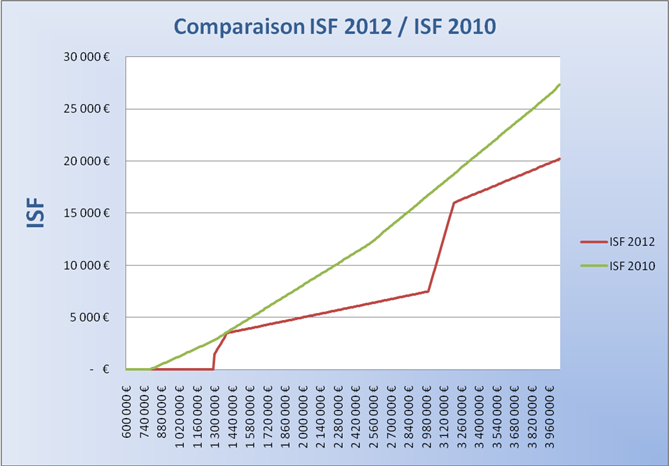 Comparaison ISF 2012 / ISF 2010
ISF
30 000 €
25 000 €
20 000 €
15 000 €
10 000 €
5 000 €
- €
600 000 €
740 000 €
880 000 €
1 020 000 €
1 160 000 €
1 300 000 €
1 440 000 €
1 580 000 €
1 720 000 €
1 860 000 €
2 000 000 €
2 140 000 €
2 280 000 €
2 420 000 €
2 560 000 €
2 700 000 €
2 840 000 €
2 980 000 €
3 120 000 €
3 260 000 €
3 400 000 €
3 540 000 €
3 680 000 €
3 820 000 €
3 960 000 €
ISF 2012
ISF 2010